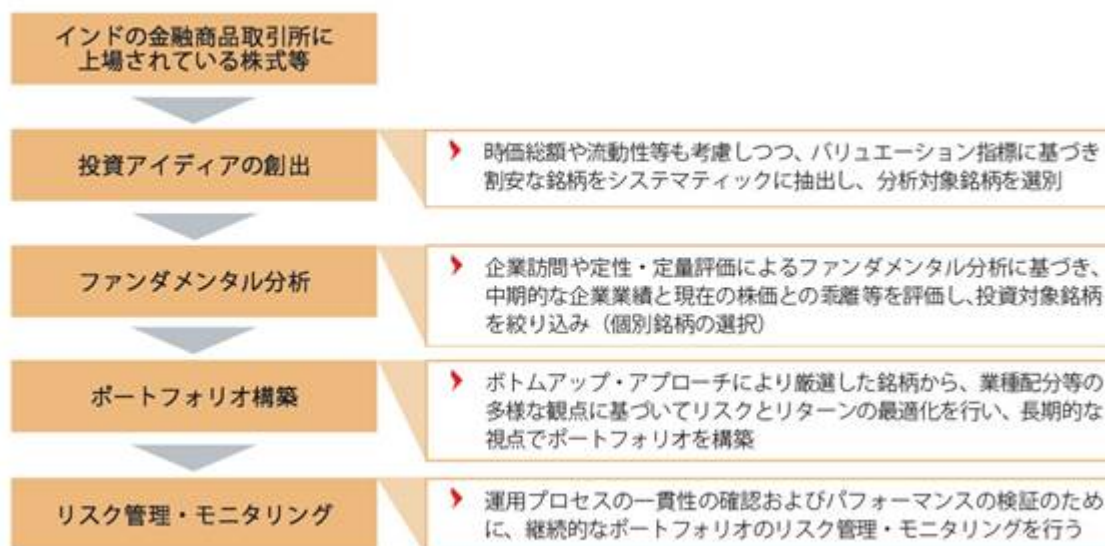 インドの金融商品取引所に
上場されている株式等
投資アイディアの創出
時価総額や流動性等も考慮しつつ、バリュエーション指標に基づき
割安な銘柄をシステマティックに抽出し、分析対象銘柄を選別
ファンダメンタル分析
企業訪問や定性・定量評価によるファンダメンタル分析に基づき、
中期的な企業業績と現在の株価との乖離等を評価し、投資対象銘柄
を絞り込み（個別銘柄の選択）
ポートフォリオ構築
ボトムアップ・アプローチにより厳選した銘柄から、業種配分等の
多様な観点に基づいてリスクとリターンの最適化を行い、長期的な
視点でポートフォリオを構築
リスク管理・モニタリング
運用プロセスの一貫性の確認およびパフォーマンスの検証のため
に、継続的なポートフォリオのリスク管理・モニタリングを行う